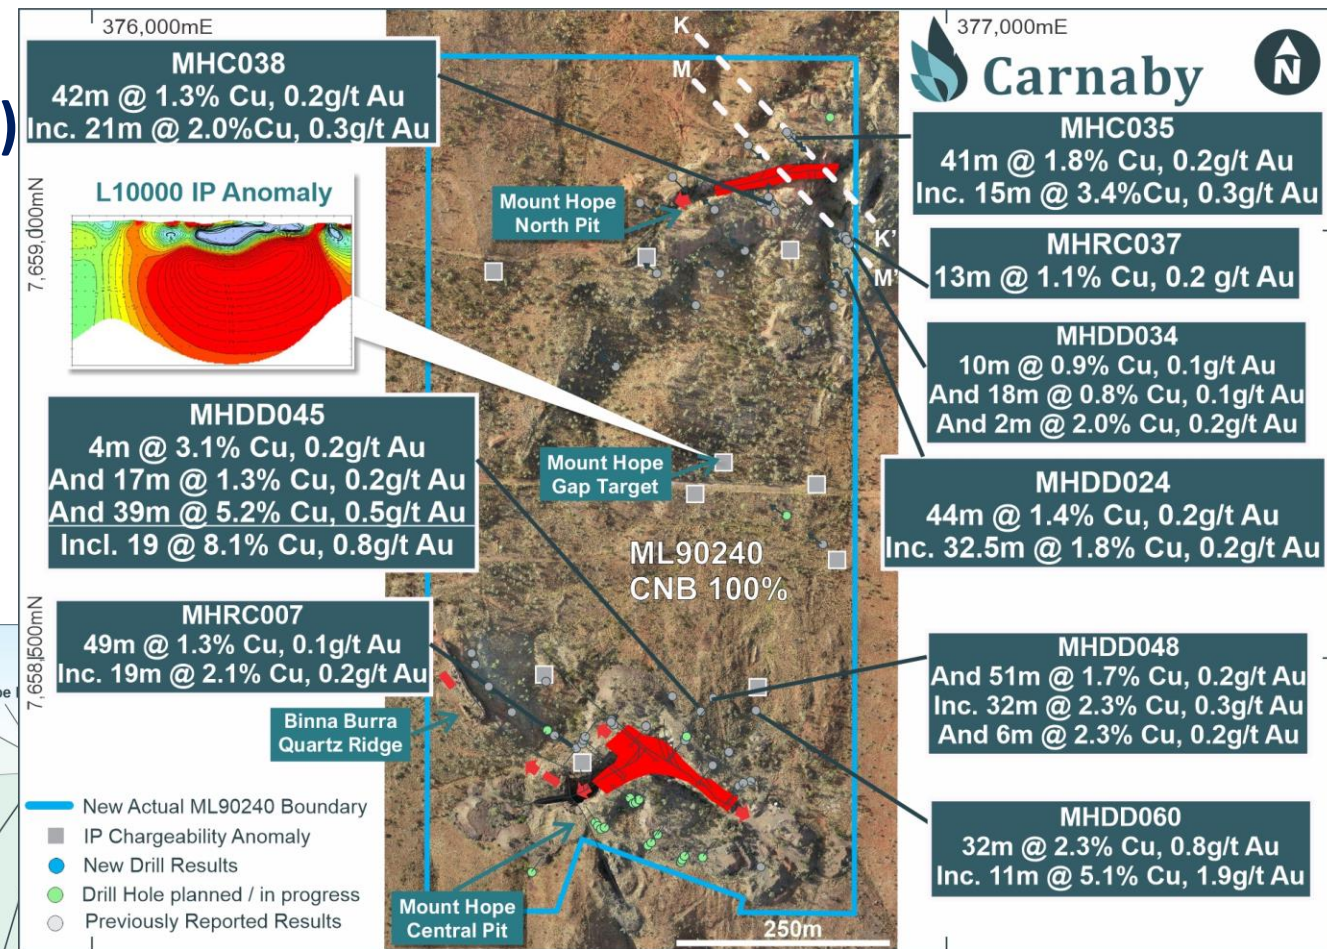 )
376,000mE
377,000mE
Carnaby
N
K
M
MHC038
42m @ 1.3% Cu, 0.2g/t Au
Inc. 21m @ 2.0%Cu, 0.3g/t Au
MHC035
41m @ 1.8% Cu, 0.2g/t Au
Inc. 15m @ 3.4%Cu, 0.3g/t Au
7,659,000mN
L10000 IP Anomaly
Mount Hope
North Pit
K'
M'
MHRC037
13m @ 1.1% Cu, 0.2 g/t Au
MHDD034
10m @ 0.9% Cu, 0.1g/t Au
And 18m @ 0.8% Cu, 0.1g/t Au
And 2m @ 2.0% Cu, 0.2g/t Au
MHDD045
4m @ 3.1% Cu, 0.2g/t Au
And 17m @ 1.3% Cu, 0.2g/t Au
And 39m @ 5.2% Cu, 0.5g/t Au
Incl. 19 @ 8.1% Cu, 0.8g/t Au
Mount Hope
Gap Target
MHDD024
44m @ 1.4% Cu, 0.2g/t Au
Inc. 32.5m @ 1.8% Cu, 0.2g/t Au
ML90240
CNB 100%
7,658,500mN
MHRC007
49m @ 1.3% Cu, 0.1g/t Au
Inc. 19m @ 2.1% Cu, 0.2g/t Au
MHDD048
And 51m @ 1.7% Cu, 0.2g/t Au
Inc. 32m @ 2.3% Cu, 0.3g/t Au
And 6m @ 2.3% Cu, 0.2g/t Au
Binna Burra
Quartz Ridge
MHDD060
32m @ 2.3% Cu, 0.8g/t Au
Inc. 11m @ 5.1% Cu, 1.9g/t Au
New Actual ML90240 Boundary
IP Chargeability Anomaly
New Drill Results
Drill Hole planned / in progress
Previously Reported Results
Mount Hope
Central Pit
250m